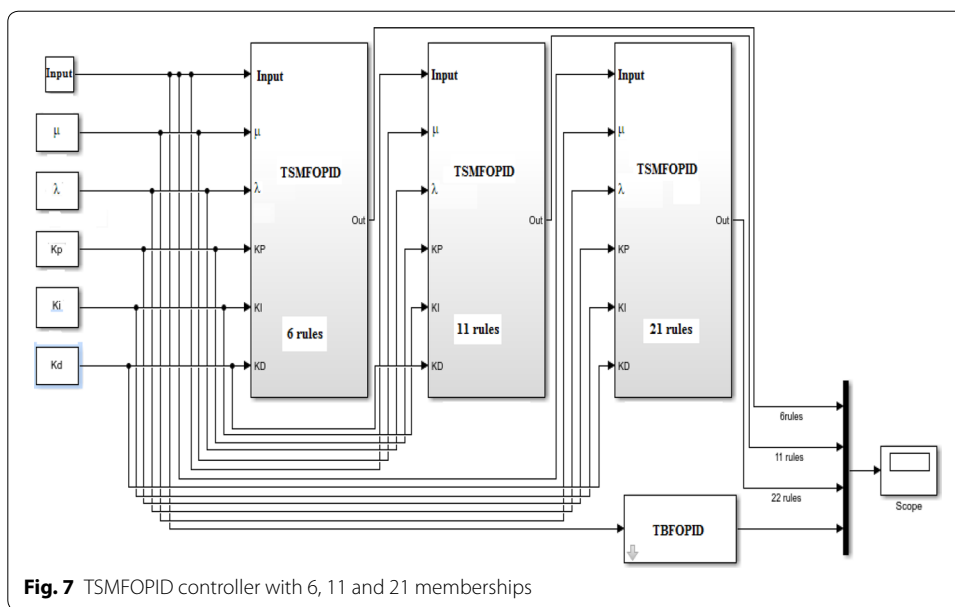 Input
μ
λ
Kp
Ki
Kd
Input
μ
TSMFOPID
λ
Out
KP
KI
6 rules
KD
Input
μ
TSMFOPID
λ
Out
KP
KI
11 rules
KD
Input
μ
TSMFOPID
λ
Out
KP
KI
21 rules
KD
6rules
11 rules
22 rules
Scope
TBFOPID
Fig. 7 TSMFOPID controller with 6, 11 and 21 memberships